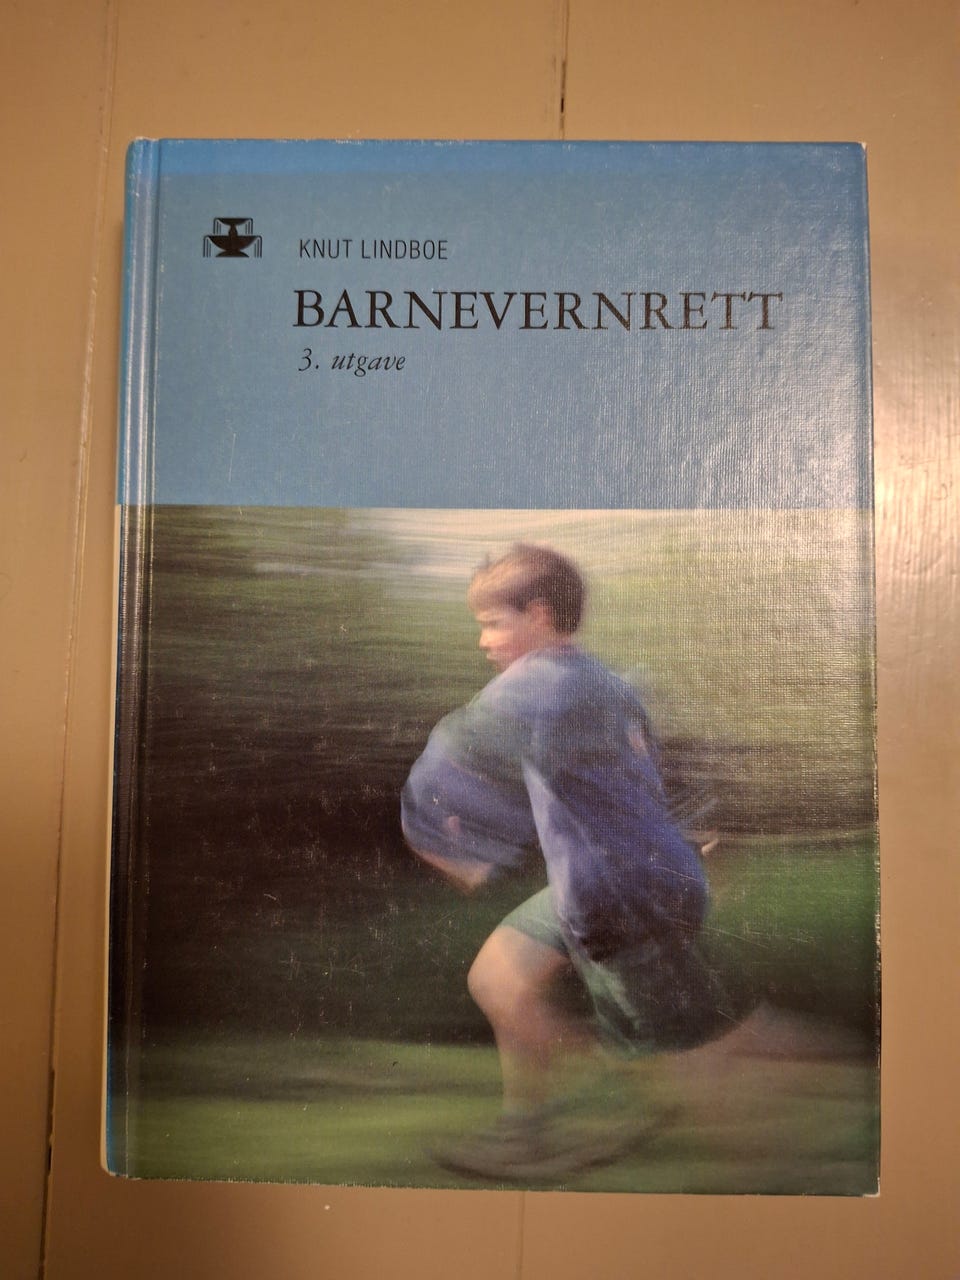 KNUT LINDBOE
BARNEVERNRETT
3. utgave